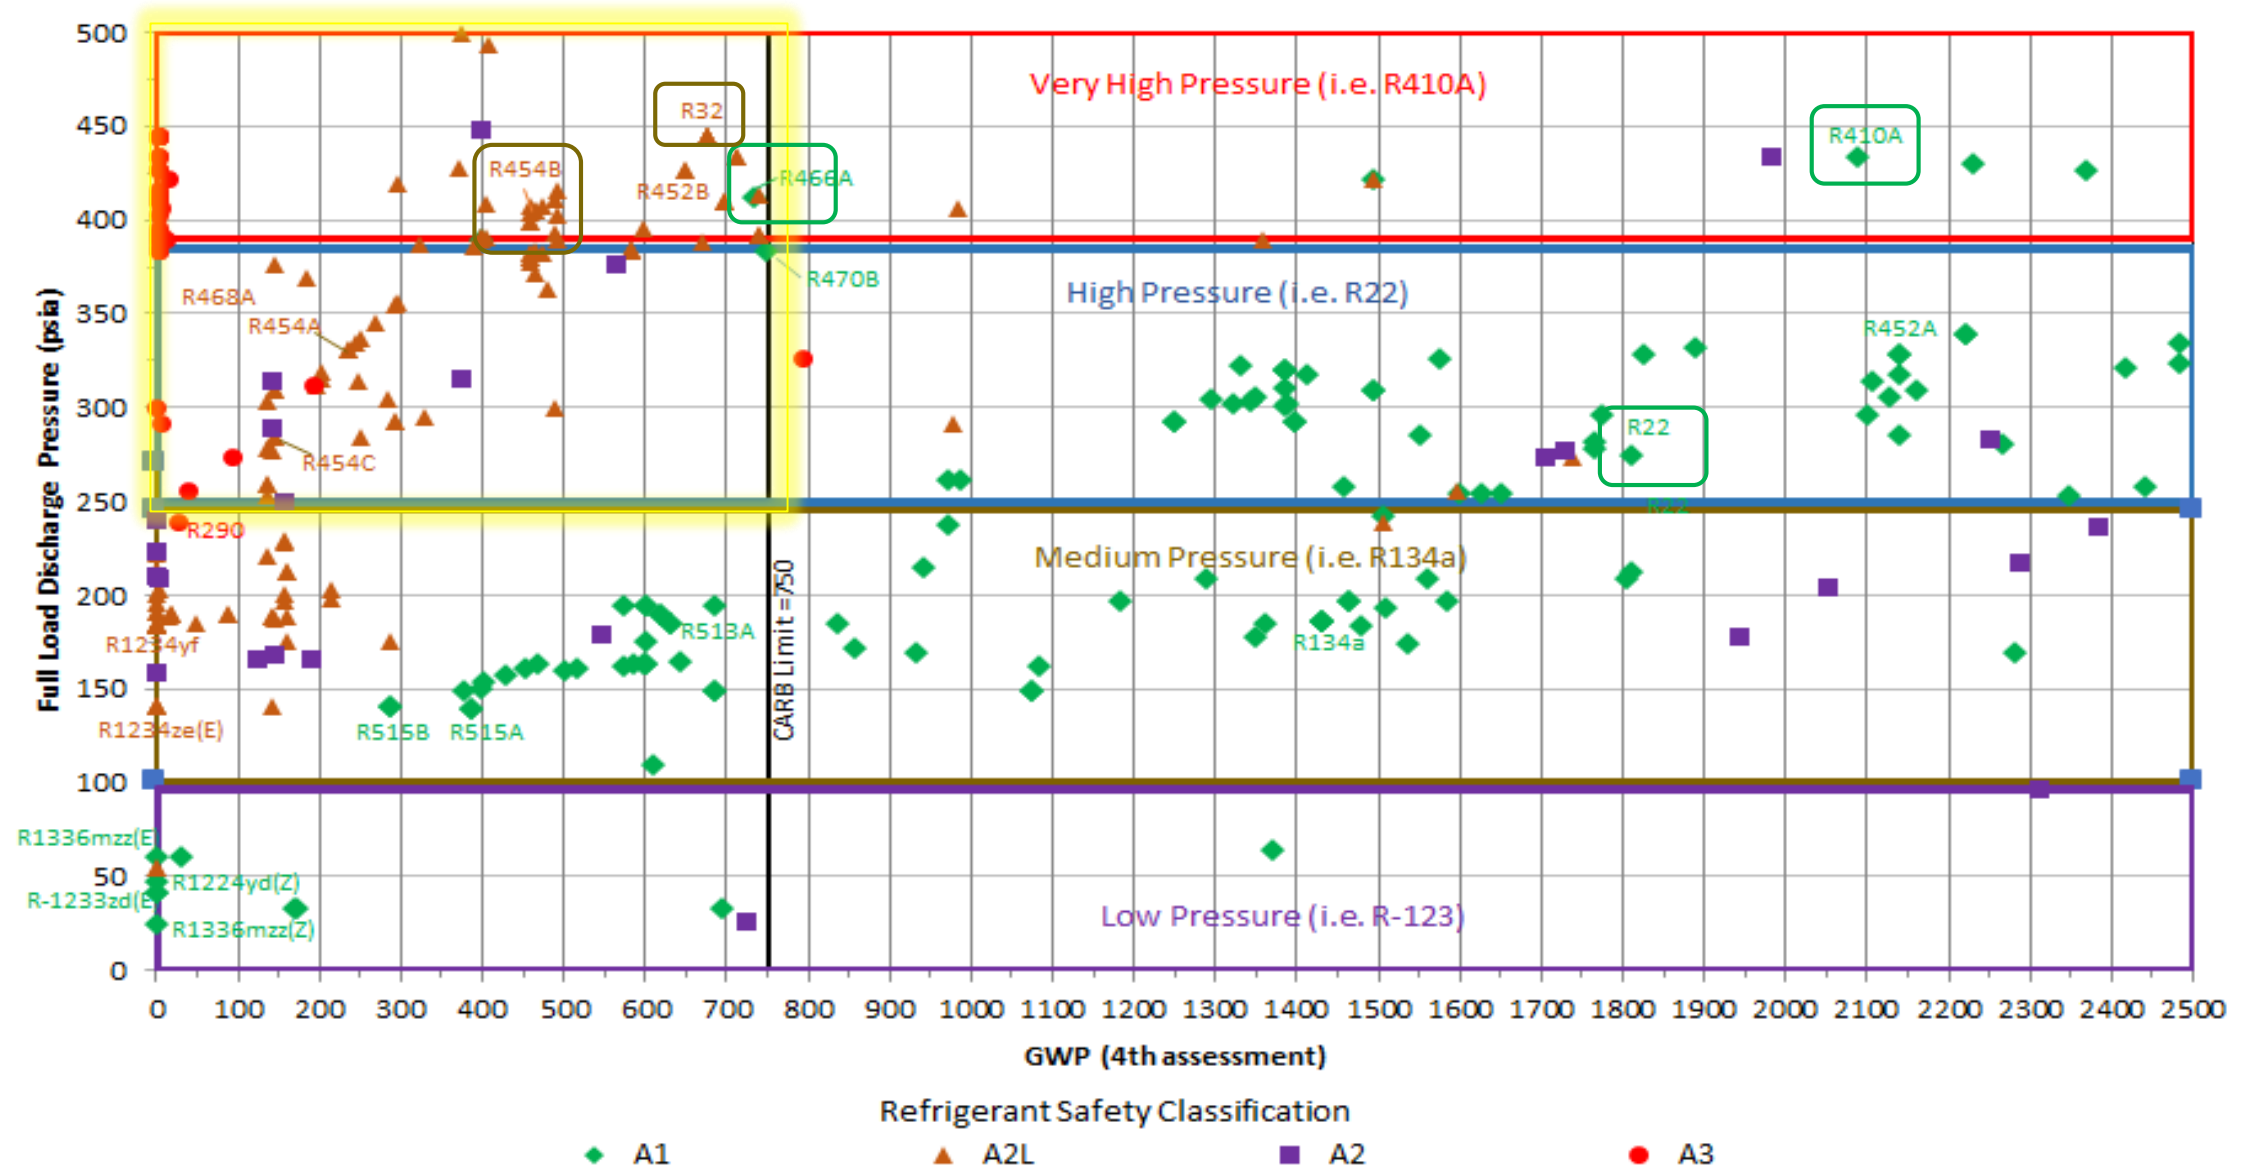 500
450
400
350
300
250
200
150
100
50
0
Full Load Discharge Pressure (psia)
Very High Pressure (i.e. R410A)
R32
R410A
R454B
R466A
R452B
R470B
High Pressure (i.e. R22)
R468A
R454A
R452A
R22
R454C
R22
R290
Medium Pressure (i.e. R134a)
CARB Limit =750
R513A
R134a
R1234yf
R1234ze(E)
R515B
R515A
R1336mzz(E
R1224yd(Z)
R-1233zd(E
R1336mzz(Z)
Low Pressure (i.e. R-123)
0 100 200 300 400 500 600 700 800 900 1000 1100 1200 1300 1400 1500 1600 1700 1800 1900 2000 2100 2200 2300 2400 2500
GWP (4th assessment)
Refrigerant Safety Classification
A1 A2L A2 A3